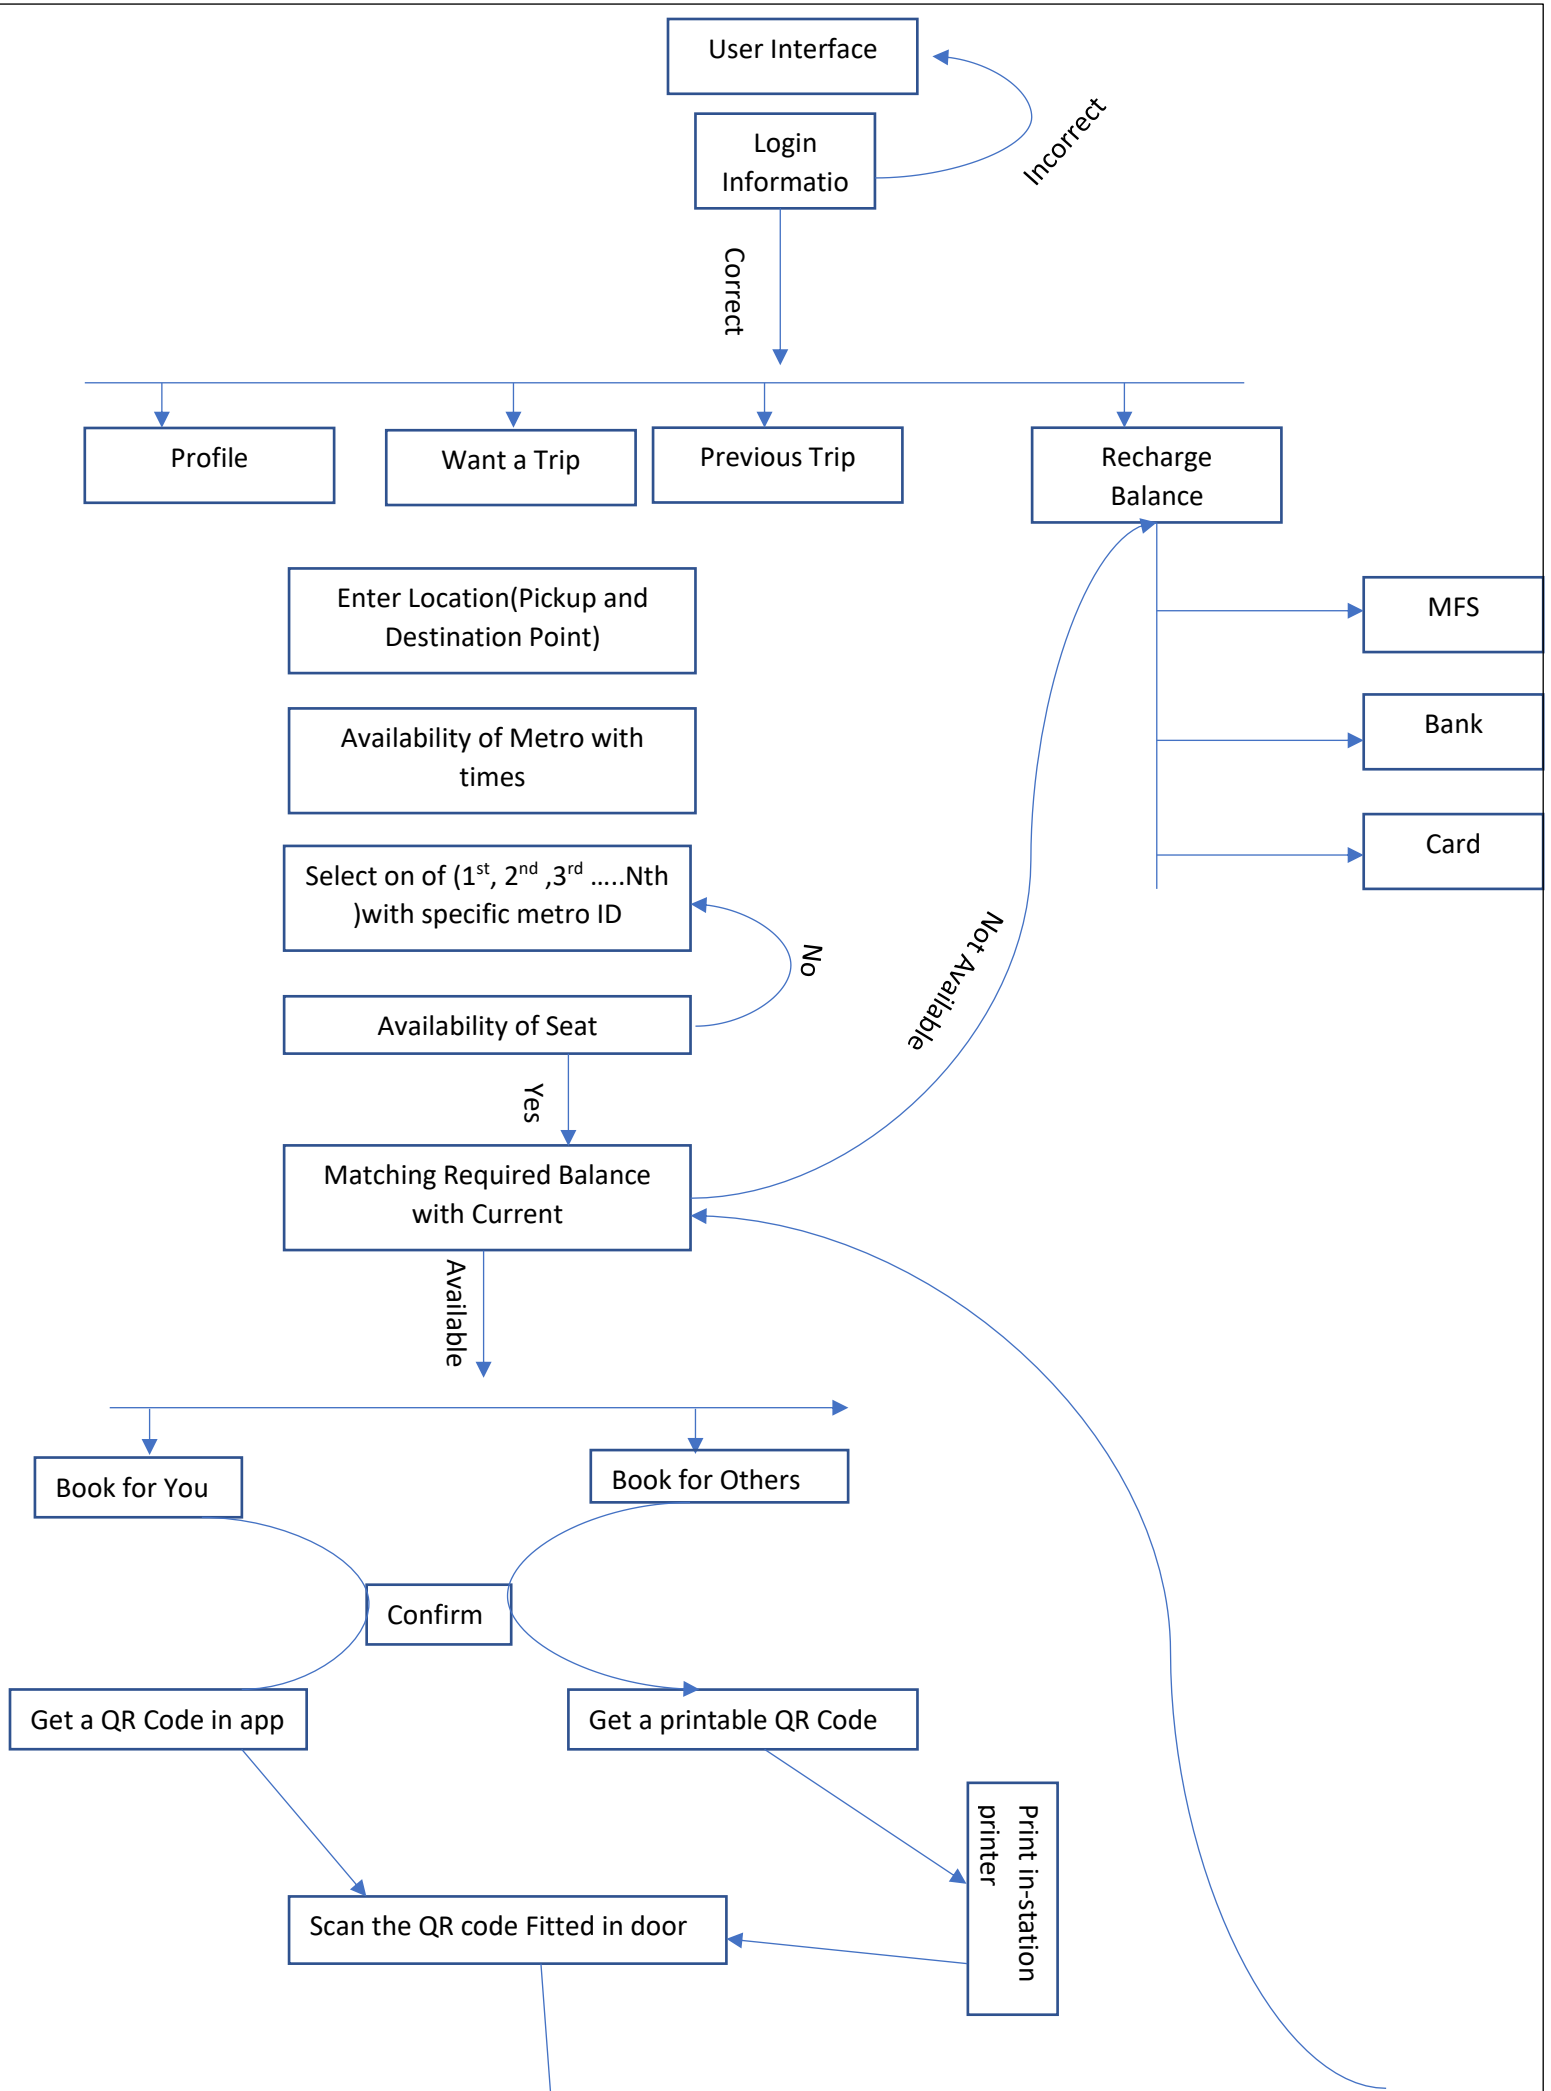 User Interface
Login
Informatio
Incorrect
Correct
Profile
Want a Trip
Previous Trip
Recharge
Balance
Enter Location(Pickup and
Destination Point)
MFS
Availability of Metro with
times
Bank
Select on of (1st, 2nd ,3rd .....Nth
)with specific metro ID
Card
No
Not Available
Availability of Seat
Yes
Matching Required Balance
with Current
Available
Book for You
Book for Others
Confirm
Get a QR Code in app
Get a printable QR Code
Print in-station
printer
Scan the QR code Fitted in door